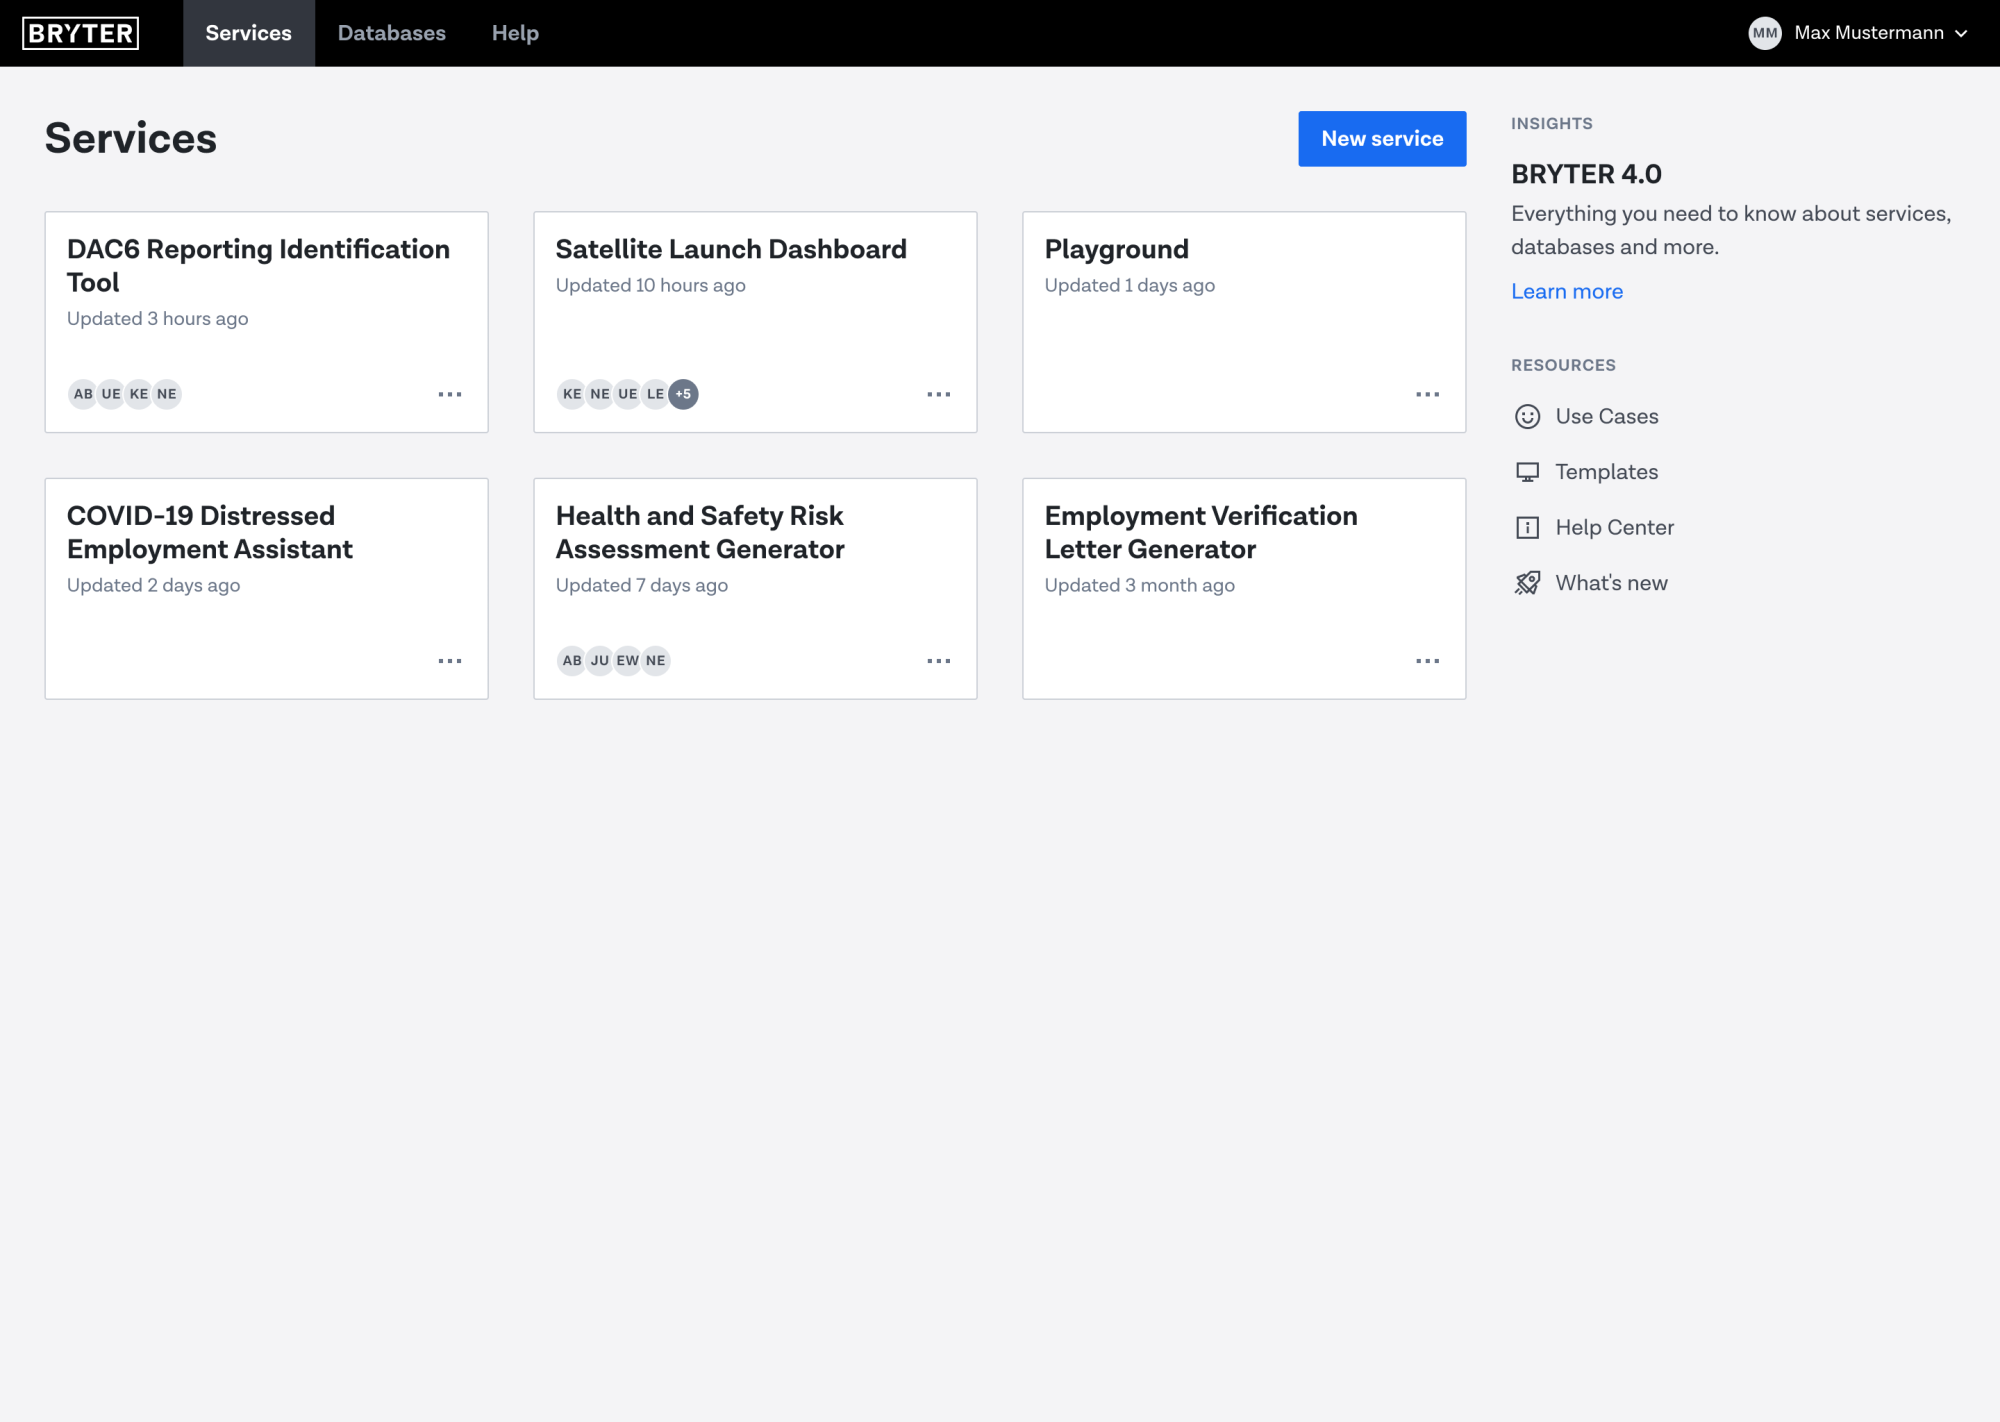 BRYTER
Services
Databases
Help
MM
Max Mustermann
Services
New service
DAC6 Reporting Identification
Tool
Updated 3 hours ago
AB UE KE NE
Satellite Launch Dashboard
Updated 10 hours ago
KE NE UE LE +5
Playground
Updated 1 days ago
COVID-19 Distressed
Employment Assistant
Updated 2 days ago
Health and Safety Risk
Assessment Generator
Updated 7 days ago
AB JU EW NE
Employment Verification
Letter Generator
Updated 3 month ago
INSIGHTS
BRYTER 4.0
Everything you need to know about services,
databases and more.
Learn more
RESOURCES
Use Cases
Templates
Help Center
What's new